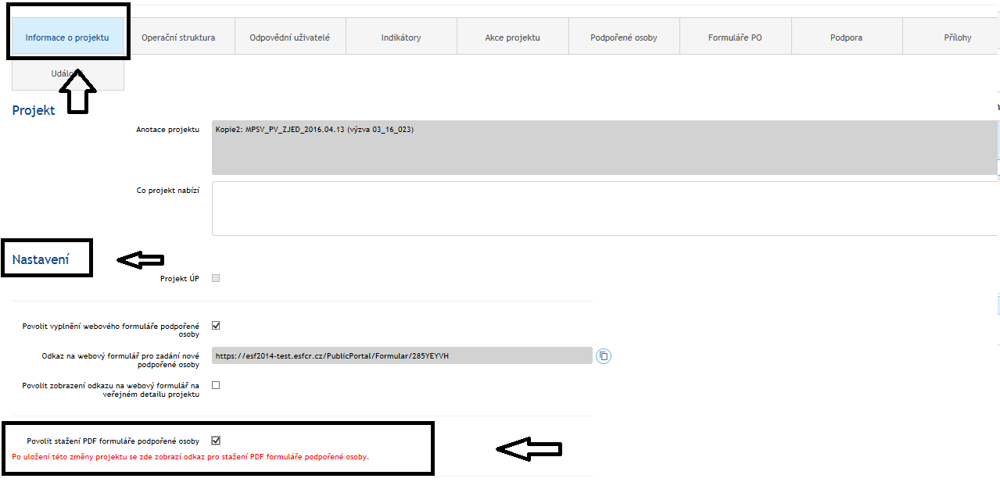 Informace o projektu
Operační struktura
Odpovědní uživatelé
Indikátory
Akce projektu
Podpořené osoby
Formuláře PO
Podpora
Přílohy
Projekt
Anotace projektu
Kopie2: MPSV_PV_ZJED_2016.04.13 (výzva 03_16_023)
Co projekt nabízí
Nastavení
Projekt ÚP
Povolit vyplnění webového formuláře podpořené
osoby
Odkaz na webový formulář pro zadání nové
podpořené osoby
https://esf2014-test.esfcr.cz/PublicPortal/Formular/285YEYVH
Povolit zobrazení odkazu na webový formulář na
veřejném detailu projektu
Povolit stažení PDF formuláře podpořené osoby
Po uložení této změny projektu se zde zobrazí odkaz pro stažení PDF formuláře podpořené osoby.